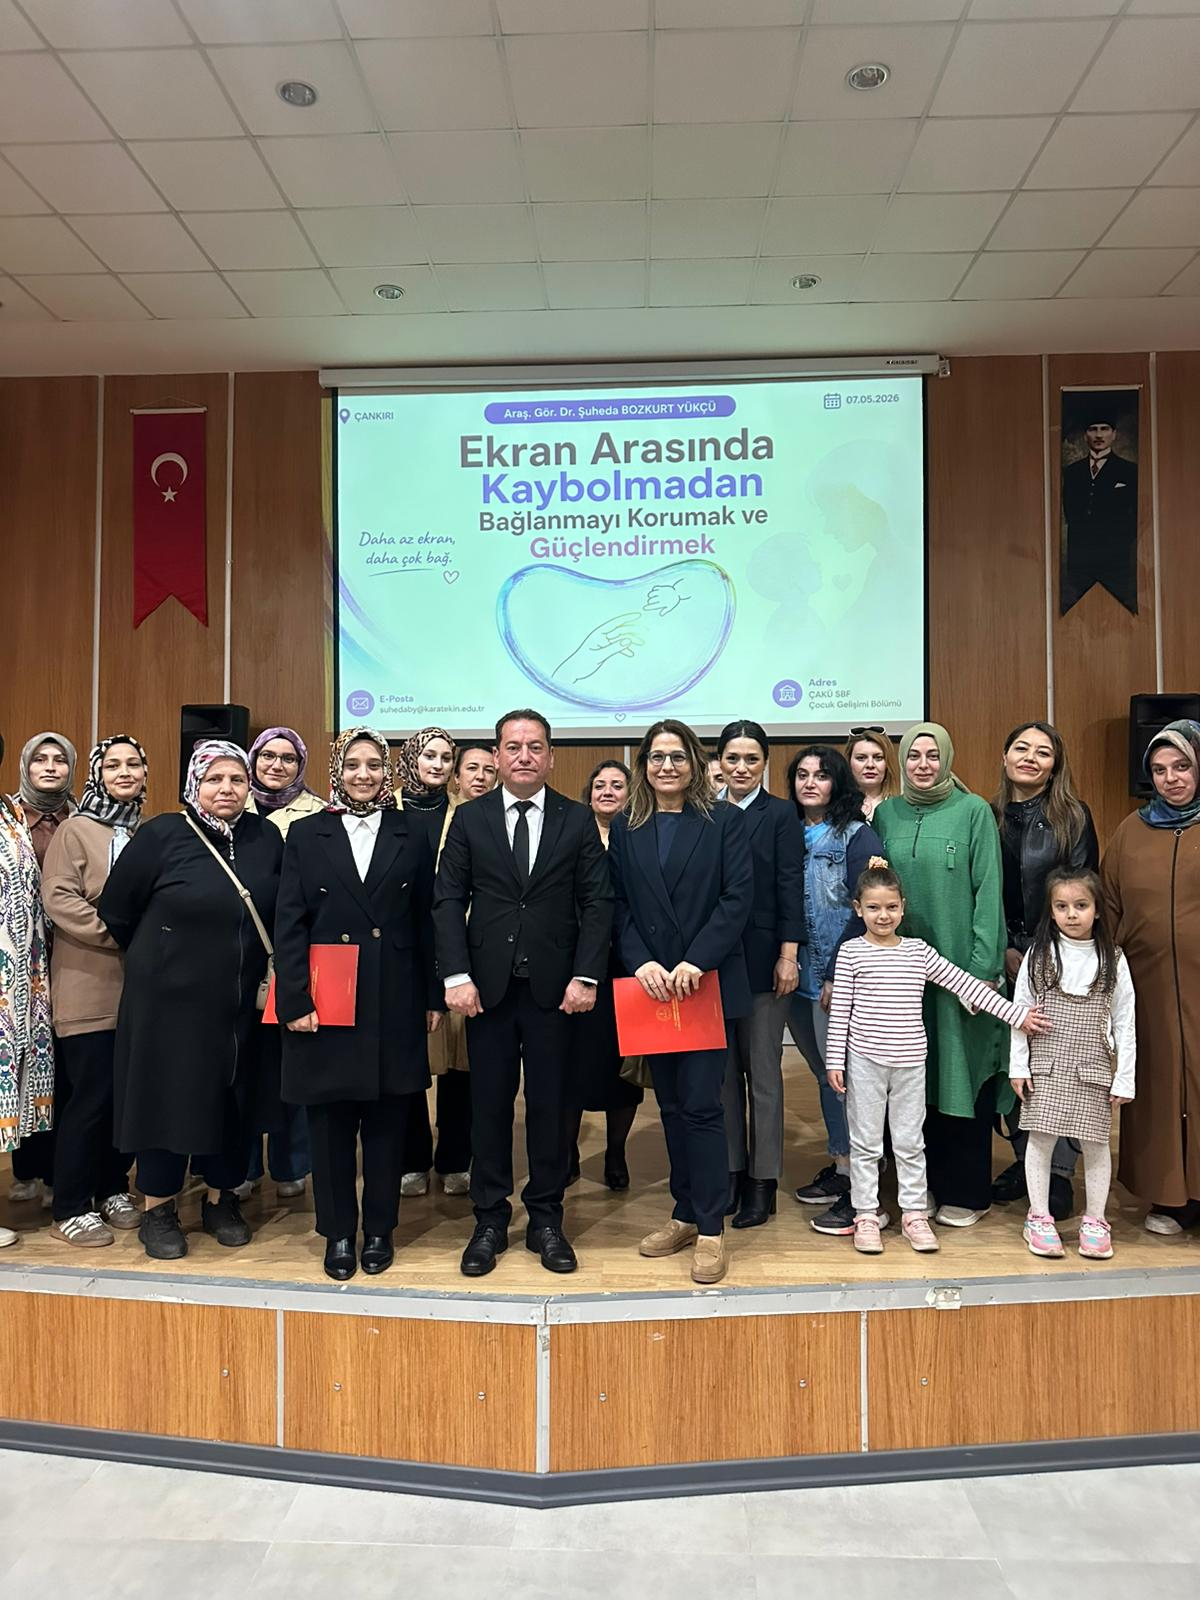 ÇANKIRI
Araş. Gör. Dr. Şuheda BOZKURT YÜKÇÜ
07.05.2026
Ekran Arasında
Kaybolmadan
Bağlanmayı Korumak ve
Güçlendirmek
Daha az ekran,
daha çok bağ.
E-Posta
suhedaby@karatekin.edu.tr
Adres
ÇAKÜ SBF
Çocuk Gelişimi Bölümü